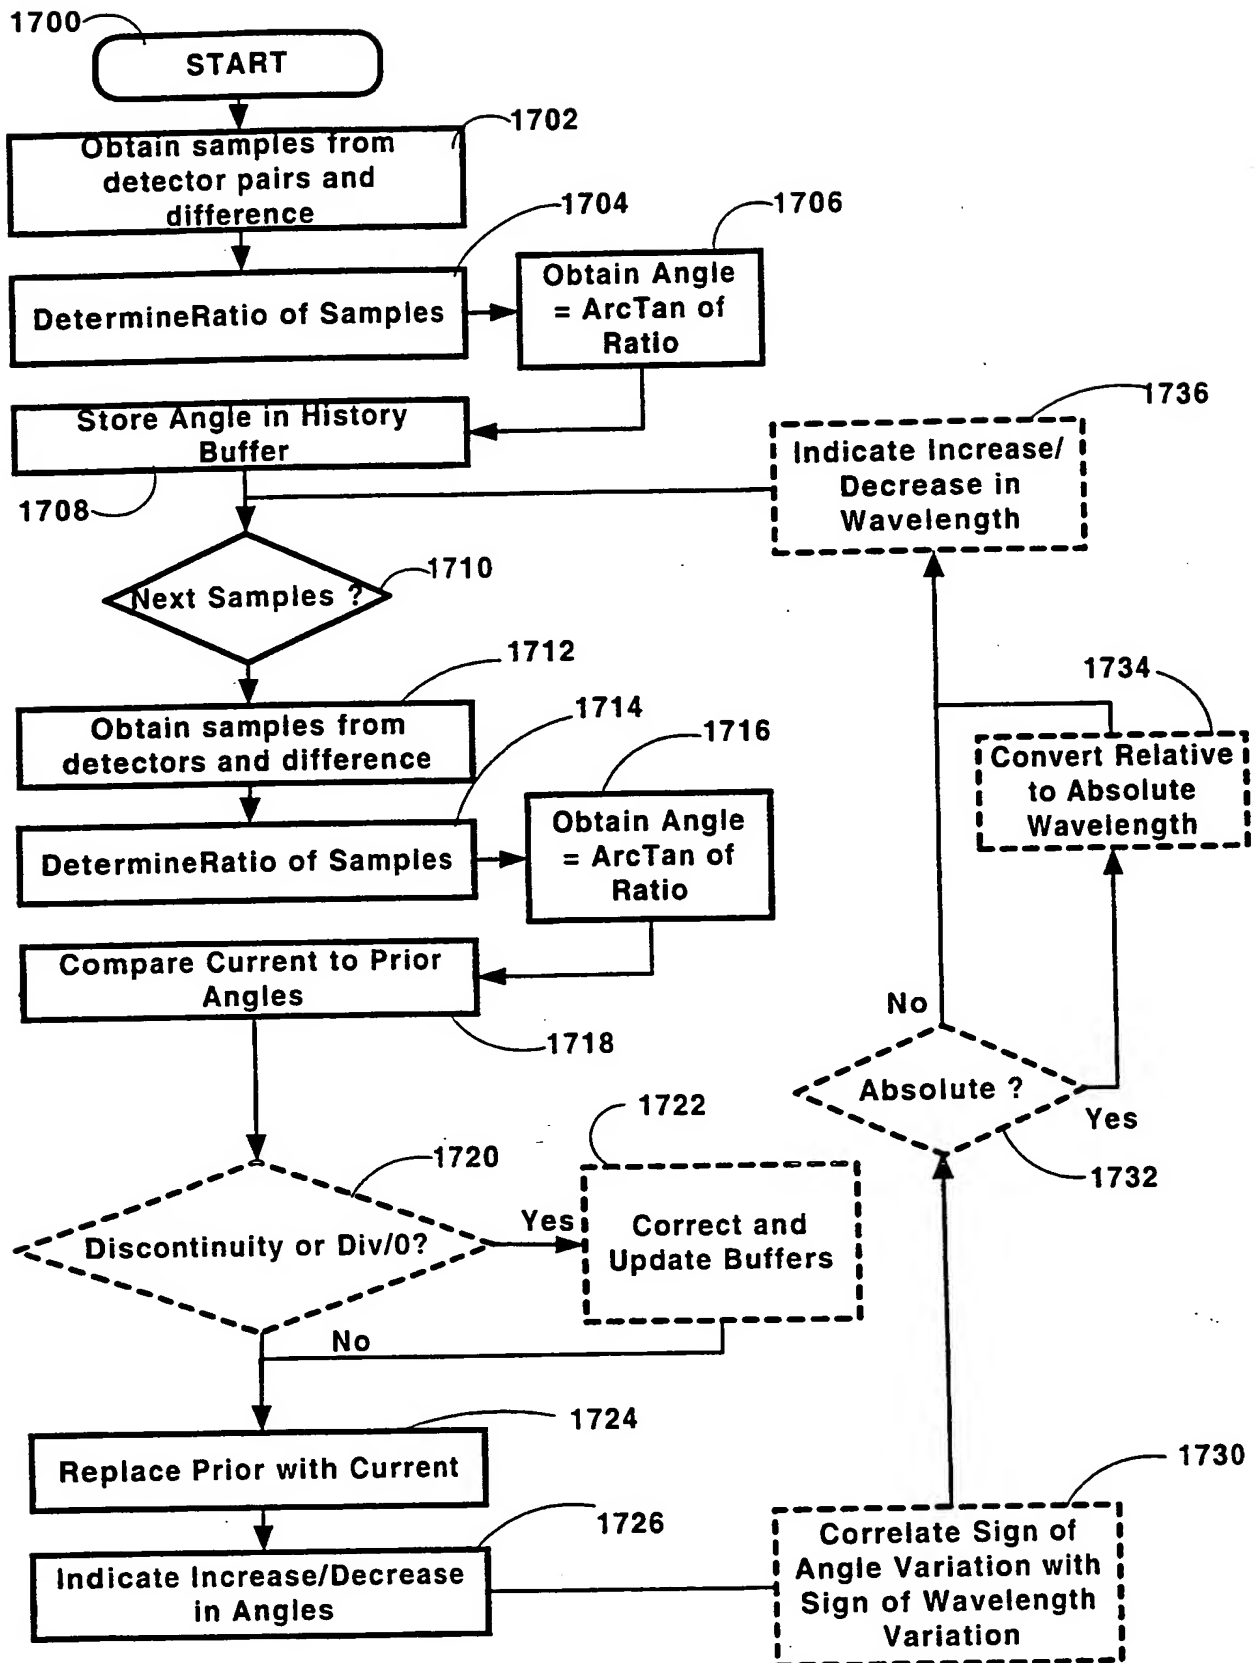 1700
START
1702
Obtain samples from
detector pairs and
difference
1704
DetermineRatio of Samples
1706
Obtain Angle
= ArcTan of
Ratio
Store Angle in History
Buffer
1708
1710
Next Samples ?
1712
Obtain samples from
detectors and difference
1714
DetermineRatio of Samples
1716
Obtain Angle
= ArcTan of
Ratio
Compare Current to Prior
Angles
1718
1720
Discontinuity or Div/0?
Yes
No
1722
Correct and
Update Buffers
1724
Replace Prior with Current
1726
Indicate Increase/Decrease
in Angles
1730
Correlate Sign of
Angle Variation with
Sign of Wavelength
Variation
1732
Absolute ?
Yes
No
1734
Convert Relative
to Absolute
Wavelength
1736
Indicate Increase/
Decrease in
Wavelength